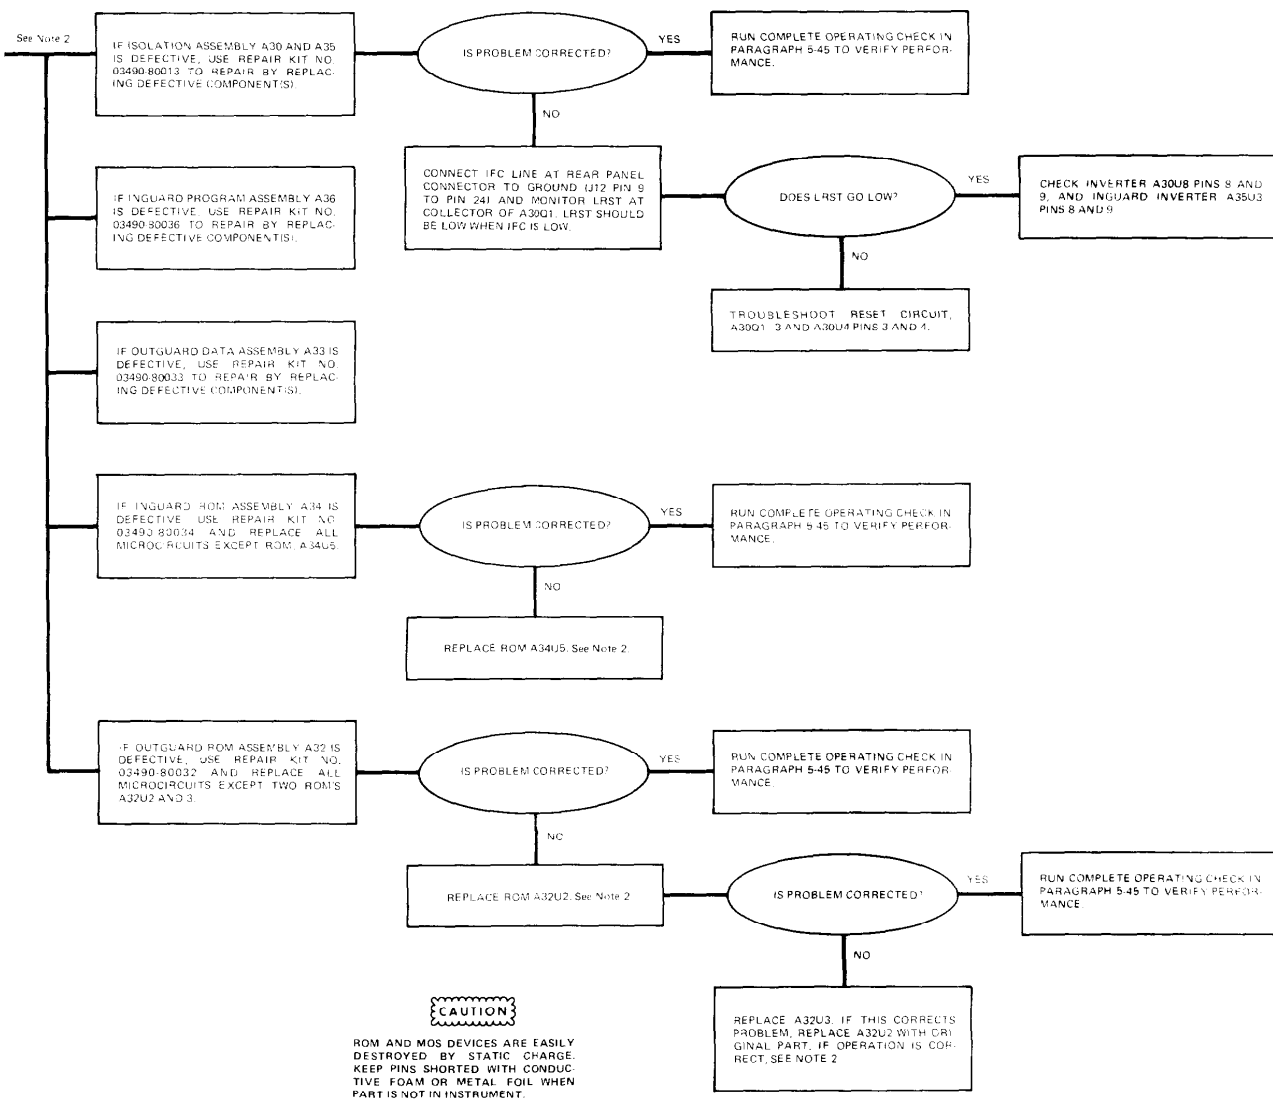 See Note 2
IF ISOLATION ASSEMBLY A30 AND A35
IS DEFECTIVE, USE REPAIR KIT NO.
03490-80013 TO REPAIR BY REPLAC-
ING DEFECTIVE COMPONENT(S).
IS PROBLEM CORRECTED?
YES
RUN COMPLETE OPERATING CHECK IN
PARAGRAPH 5-45 TO VERIFY PERFOR-
MANCE.
NO
CONNECT IFC LINE AT REAR PANEL
CONNECTOR TO GROUND (J12 PIN 9
TO PIN 24) AND MONITOR LRST AT
COLLECTOR OF A30Q1. LRST SHOULD
BE LOW WHEN IFC IS LOW.
DOES LRST GO LOW?
YES
CHECK INVERTER A30U8 PINS 8 AND
9, AND INGUARD INVERTER A35U3
PINS 8 AND 9
NO
TROUBLESHOOT RESET CIRCUIT,
A30Q1 3 AND A30U4 PINS 3 AND 4.
IF INGUARD PROGRAM ASSEMBLY A36
IS DEFECTIVE, USE REPAIR KIT NO.
03490-80036 TO REPAIR BY REPLAC-
ING DEFECTIVE COMPONENT(S).
IF OUTGUARD DATA ASSEMBLY A33 IS
DEFECTIVE, USE REPAIR KIT NO.
03490-80033 TO REPAIR BY REPLAC-
ING DEFECTIVE COMPONENT(S).
IF INGUARD ROM ASSEMBLY A34 IS
DEFECTIVE USE REPAIR KIT NO.
03490-80034 AND REPLACE ALL
MICROCIRCUITS EXCEPT ROM, A34U5.
IS PROBLEM CORRECTED?
YES
RUN COMPLETE OPERATING CHECK IN
PARAGRAPH 5-45 TO VERIFY PERFOR-
MANCE.
NO
REPLACE ROM A34U5. See Note 2.
IF OUTGUARD ROM ASSEMBLY A32 IS
DEFECTIVE, USE REPAIR KIT NO.
03490-80032 AND REPLACE ALL
MICROCIRCUITS EXCEPT TWO ROM'S
A32U2 AND 3.
IS PROBLEM CORRECTED?
YES
RUN COMPLETE OPERATING CHECK IN
PARAGRAPH 5-45 TO VERIFY PERFOR-
MANCE.
NO
REPLACE ROM A32U2. See Note 2
IS PROBLEM CORRECTED?
YES
RUN COMPLETE OPERATING CHECK IN
PARAGRAPH 5-45 TO VERIFY PERFOR-
MANCE.
NO
REPLACE A32U3. IF THIS CORRECTS
PROBLEM, REPLACE A32U2 WITH ORI
GINAL PART. IF OPERATION IS COR-
RECT, SEE NOTE 2
CAUTION
ROM AND MOS DEVICES ARE EASILY
DESTROYED BY STATIC CHARGE.
KEEP PINS SHORTED WITH CONDUC-
TIVE FOAM OR METAL FOIL WHEN
PART IS NOT IN INSTRUMENT.